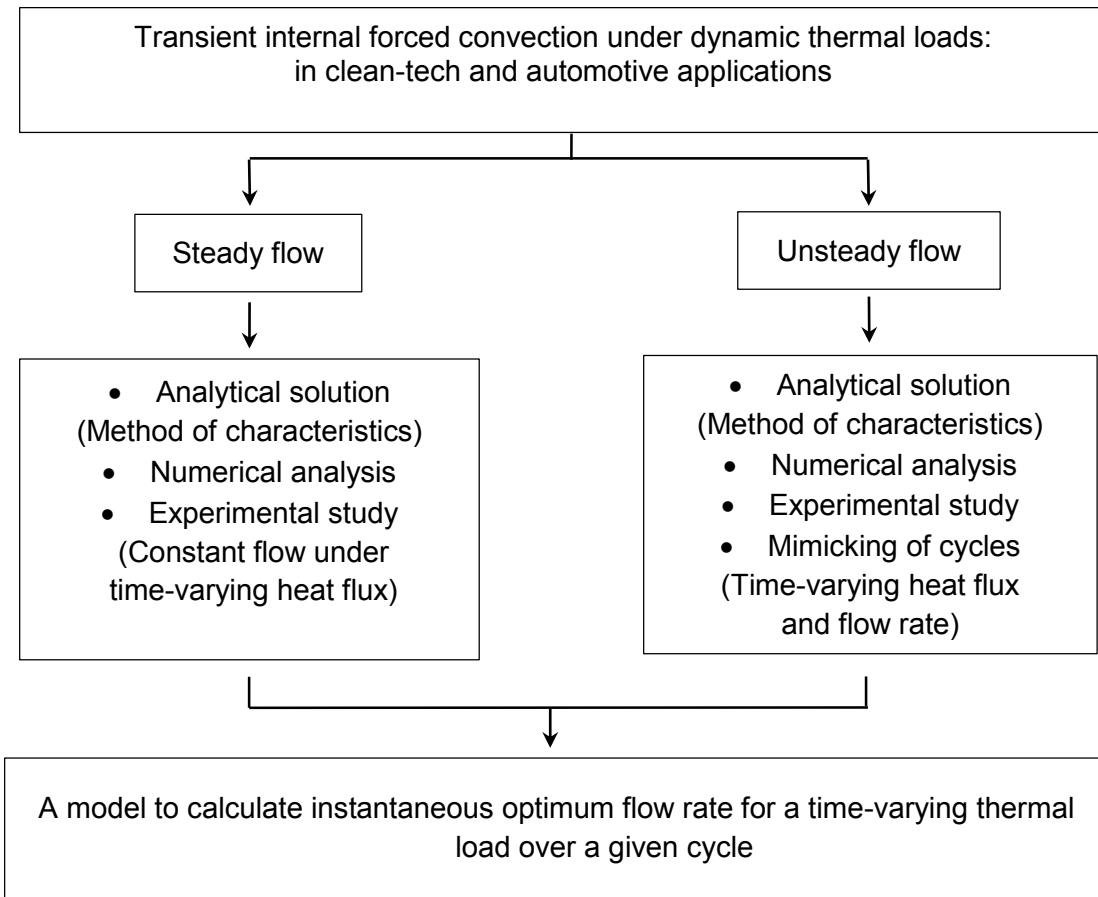 Transient internal forced convection under dynamic thermal loads:
in clean-tech and automotive applications
Steady flow
Unsteady flow
• Analytical solution
(Method of characteristics)
• Numerical analysis
• Experimental study
(Constant flow under
time-varying heat flux)
• Analytical solution
(Method of characteristics)
• Numerical analysis
• Experimental study
• Mimicking of cycles
(Time-varying heat flux
and flow rate)
A model to calculate instantaneous optimum flow rate for a time-varying thermal
load over a given cycle